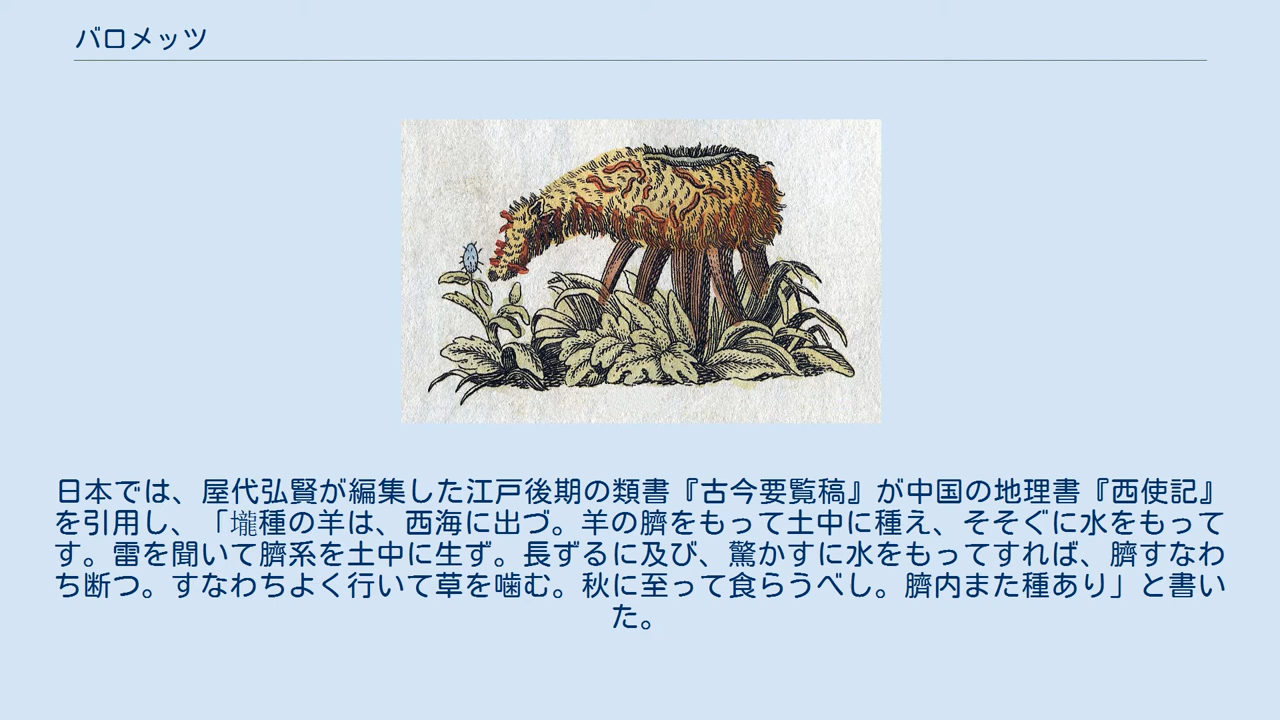 バロメッツ
日本では、屋代弘賢が編集した江戸後期の類書『古今要覧稿』が中国の地理書『西使記』
を引用し、「壠種の羊は、西海に出づ。羊の臍をもって土中に種え、そそぐに水をもって
す。雷を聞いて臍系を土中に生ず。長ずるに及び、驚かすに水をもってすれば、臍すなわ
ち断つ。すなわちよく行いて草を噛む。秋に至って食らうべし。臍内また種あり」と書い
た。